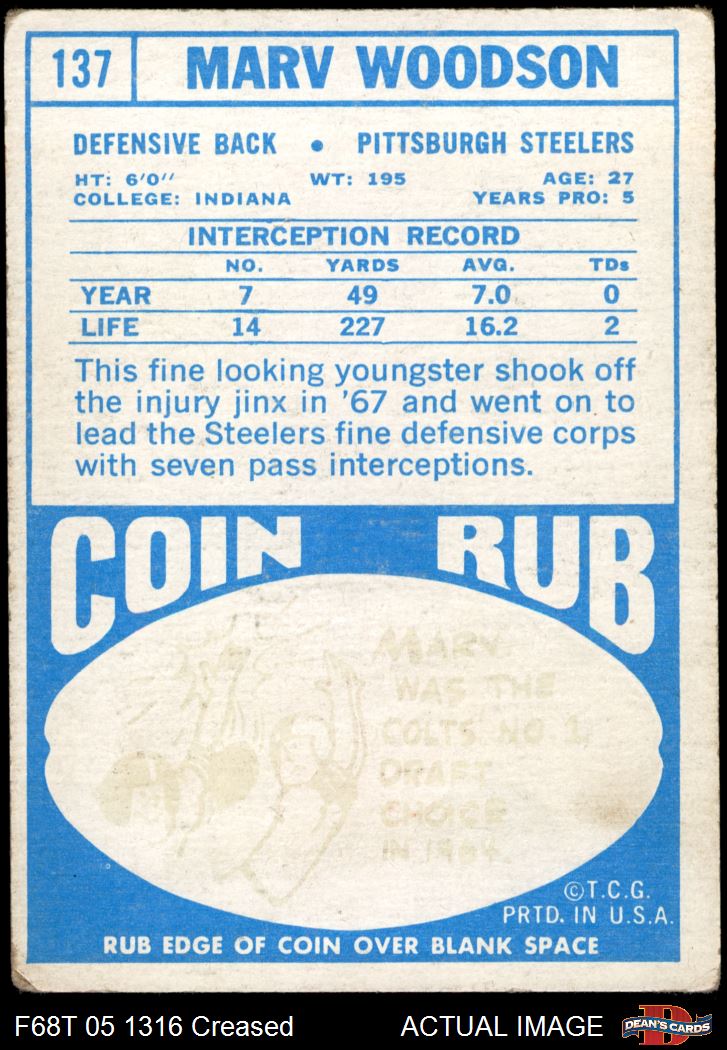 137 MARV WOODSON
DEFENSIVE BACK • PITTSBURGH STEELERS
HT: 6'0" WT: 195 AGE: 27
COLLEGE: INDIANA YEARS PRO: 5
INTERCEPTION RECORD
NO. YARDS AVG. TDs
YEAR 7 49 7.0 0
LIFE 14 227 16.2 2
This fine looking youngster shook off
the injury jinx in '67 and went on to
lead the Steelers fine defensive corps
with seven pass interceptions.
COIN RUB
MARV
WAS THE
COLTS NO. 1
DRAFT
CHOICE
IN 1964.
©T.C.G.
PRTD. IN U.S.A.
RUB EDGE OF COIN OVER BLANK SPACE
F68T 05 1316 Creased ACTUAL IMAGE
D
DEAN'S CARDS